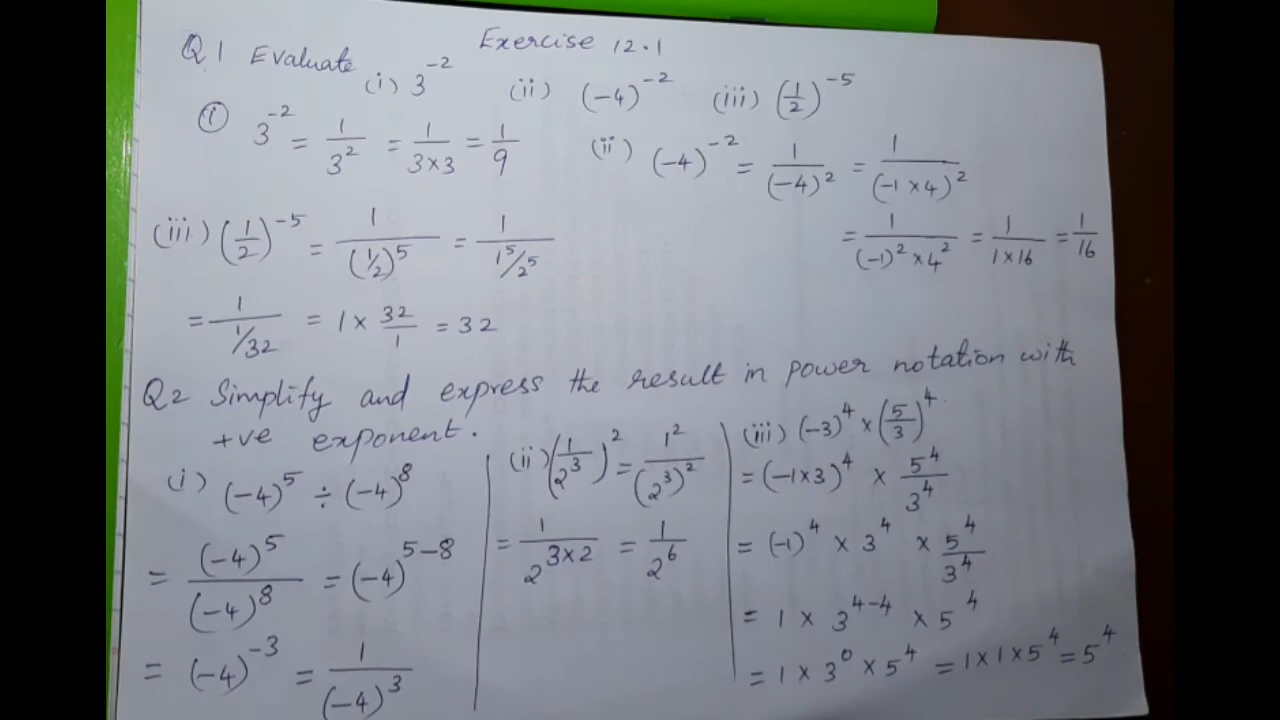 Exercise 12.1
Q.1 Evaluate (i) 3^-2 (ii) (-4)^-2 (iii) (1/2)^-5
(i) 3^-2 = 1/3^2 = 1/(3×3) = 1/9
(ii) (-4)^-2 = 1/(-4)^2 = 1/(-1×4)^2
= 1/((-1)^2 × 4^2) = 1/(1×16) = 1/16
(iii) (1/2)^-5 = 1/(1/2)^5 = 1/(1^5/2^5)
= 1/(1/32) = 1 × 32/1 = 32
Q2 Simplify and express the result in power notation with
+ve exponent.
(i) (-4)^5 ÷ (-4)^8
= (-4)^5/(-4)^8 = (-4)^(5-8)
= (-4)^-3 = 1/(-4)^3
(ii) (1/2^3)^2 = 1^2/(2^3)^2
= 1/2^(3×2) = 1/2^6
(iii) (-3)^4 × (5/3)^4
= (-1×3)^4 × 5^4/3^4
= (-1)^4 × 3^4 × 5^4/3^4
= 1 × 3^(4-4) × 5^4
= 1 × 3^0 × 5^4 = 1×1×5^4 = 5^4